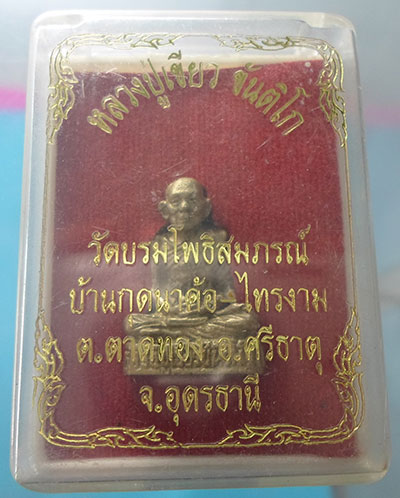 หลวงปู่เขียว จันติโก
วัดบรมโพธิสมภรณ์
บ้านกุดนาค้อ-ไทรงาม
ต.ตาดทอง อ.ศรีธาตุ
จ.อุดรธานี